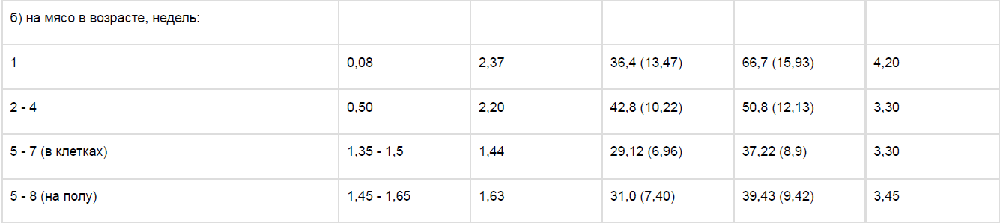 б) на мясо в возрасте, недель:
1 0,08 2,37 36,4 (13,47) 66,7 (15,93) 4,20
2 - 4 0,50 2,20 42,8 (10,22) 50,8 (12,13) 3,30
5 - 7 (в клетках) 1,35 - 1,5 1,44 29,12 (6,96) 37,22 (8,9) 3,30
5 - 8 (на полу) 1,45 - 1,65 1,63 31,0 (7,40) 39,43 (9,42) 3,45